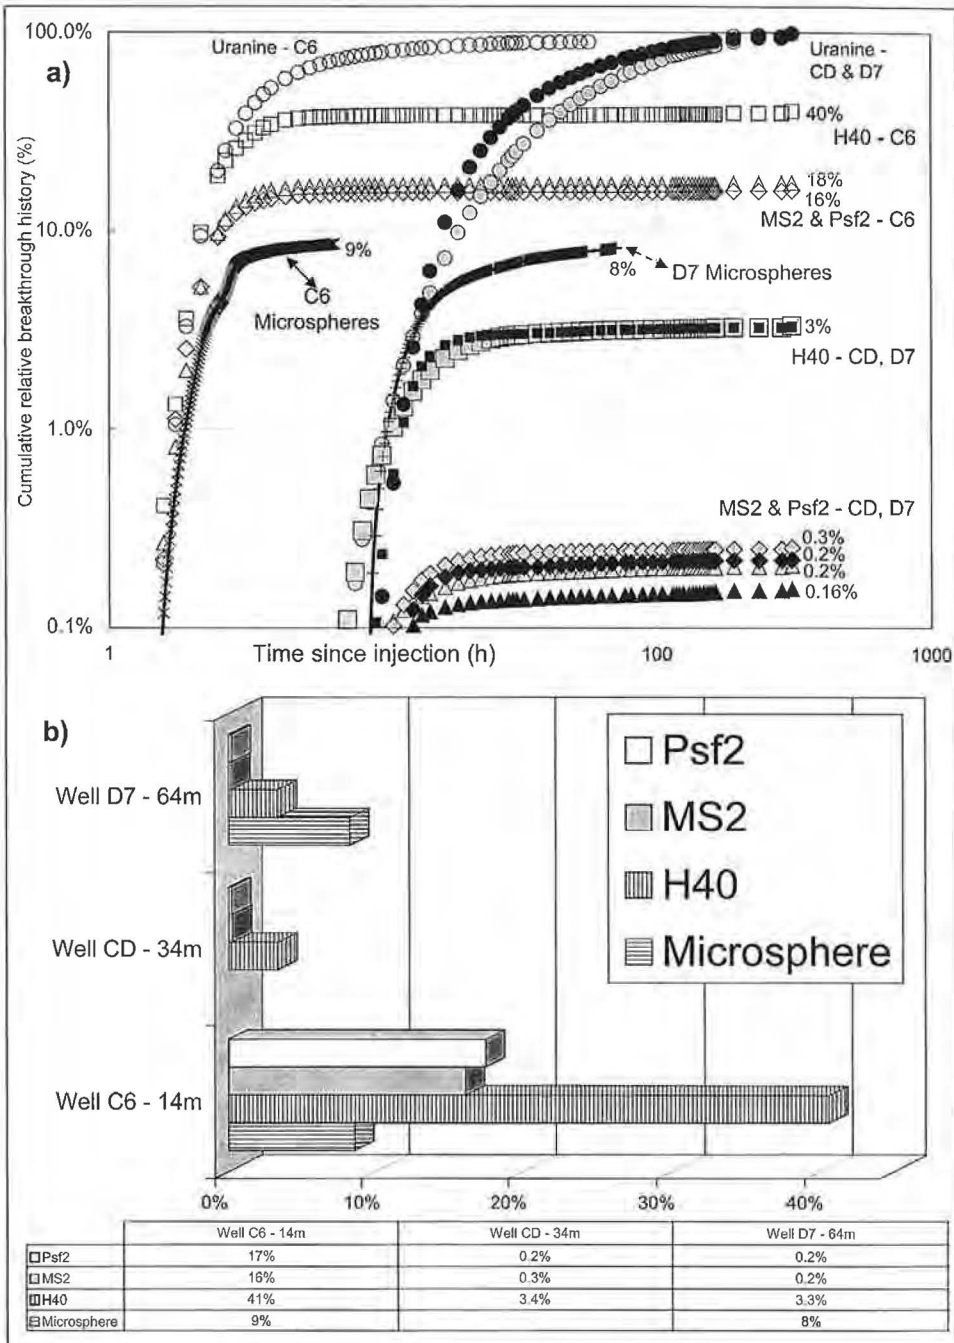 100.0%
10.0%
1.0%
0.1%
Cumulative relative breakthrough history (%)
a)
Uranine - C6
Uranine -
CD & D7
40%
H40 - C6
18%
16%
MS2 & Psf2 - C6
9%
C6
Microspheres
8%
D7 Microspheres
3%
H40 - CD, D7
MS2 & Psf2 - CD, D7
0.3%
0.2%
0.2%
0.16%
1
Time since injection (h)
100
1000
b)
Psf2
MS2
H40
Microsphere
Well D7 - 64m
Well CD - 34m
Well C6 - 14m
0%
10%
20%
30%
40%
Well C6 - 14m Well CD - 34m Well D7 - 64m
Psf2 17% 0.2% 0.2%
MS2 16% 0.3% 0.2%
H40 41% 3.4% 3.3%
Microsphere 9% 8%